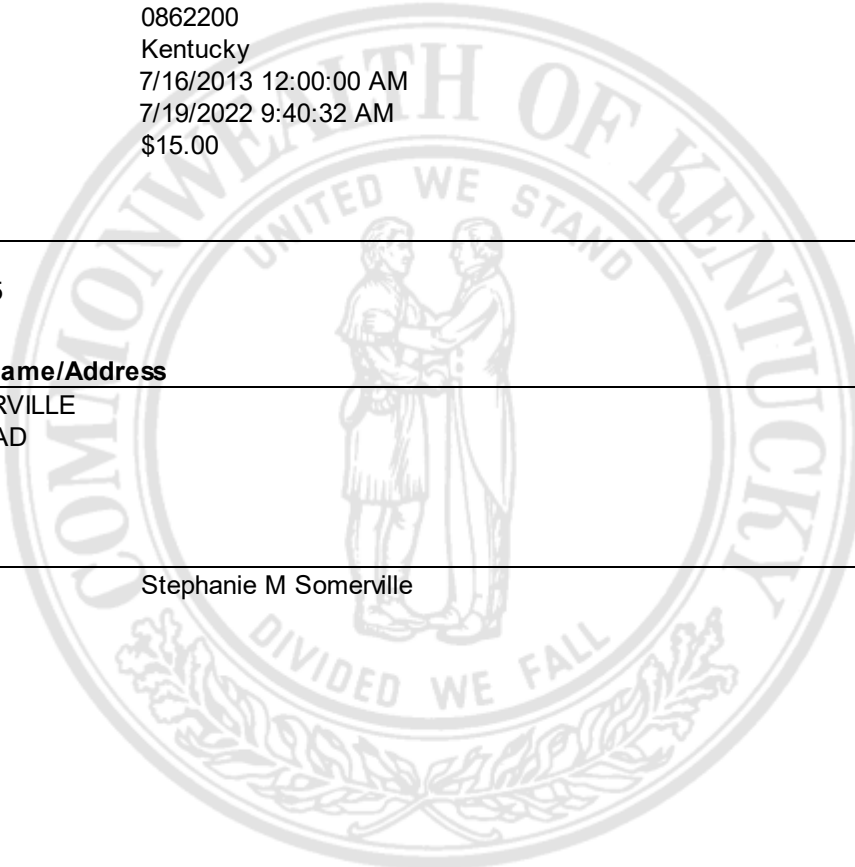 0862200
Kentucky
7/16/2013 12:00:00 AM
7/19/2022 9:40:32 AM
$15.00
ame/Address
RVILLE
AD
Stephanie M Somerville
COMMONWEALTH OF KENTUCKY
UNITED WE STAND
DIVIDED WE FALL